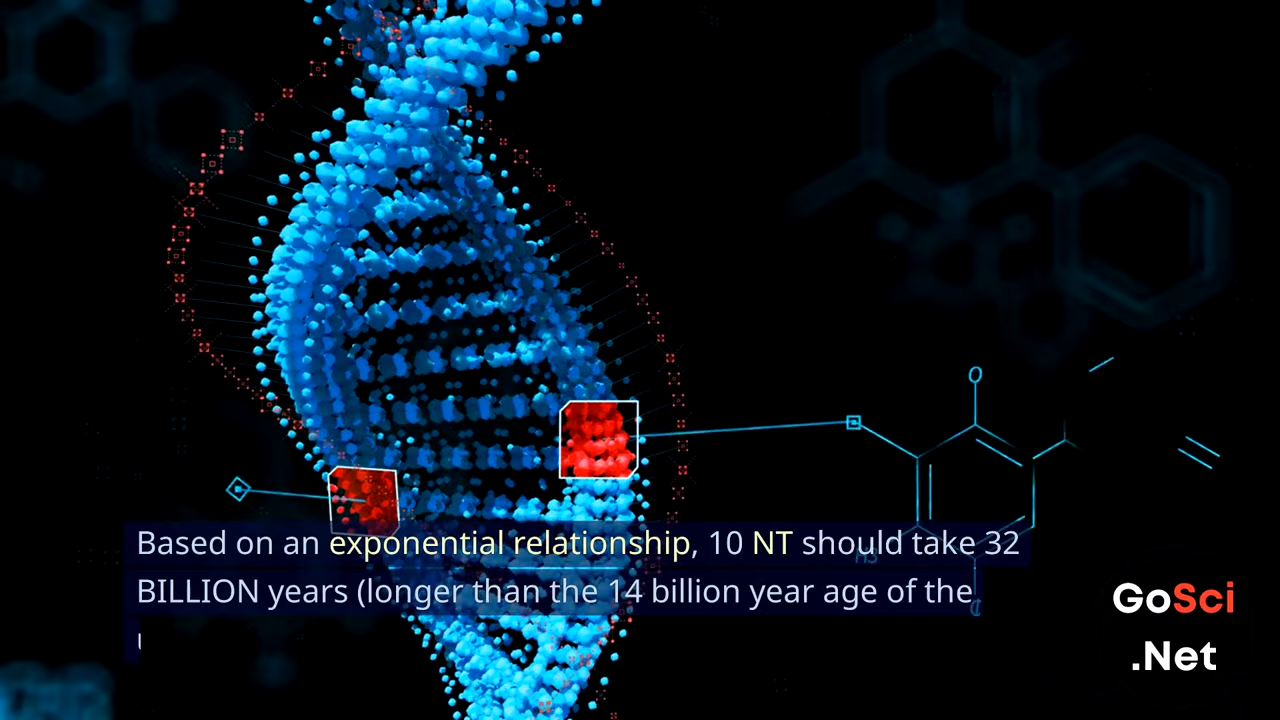 Based on an exponential relationship, 10 NT should take 32
BILLION years (longer than the 14 billion year age of the
GoSci
.Net
O
HS